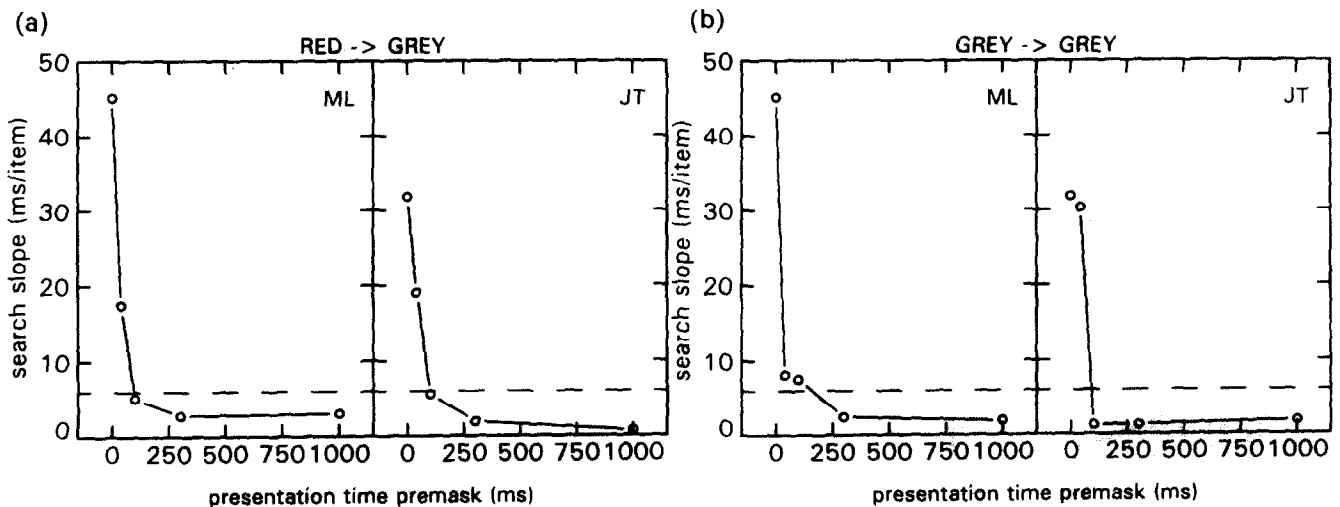 (a)
RED -> GREY
50
40
30
20
10
0
ML
JT
search slope (ms/item)
0 250 500 750 1000 0 250 500 750 1000
presentation time premask (ms)
(b)
GREY -> GREY
50
40
30
20
10
0
ML
JT
search slope (ms/item)
0 250 500 750 1000 0 250 500 750 1000
presentation time premask (ms)